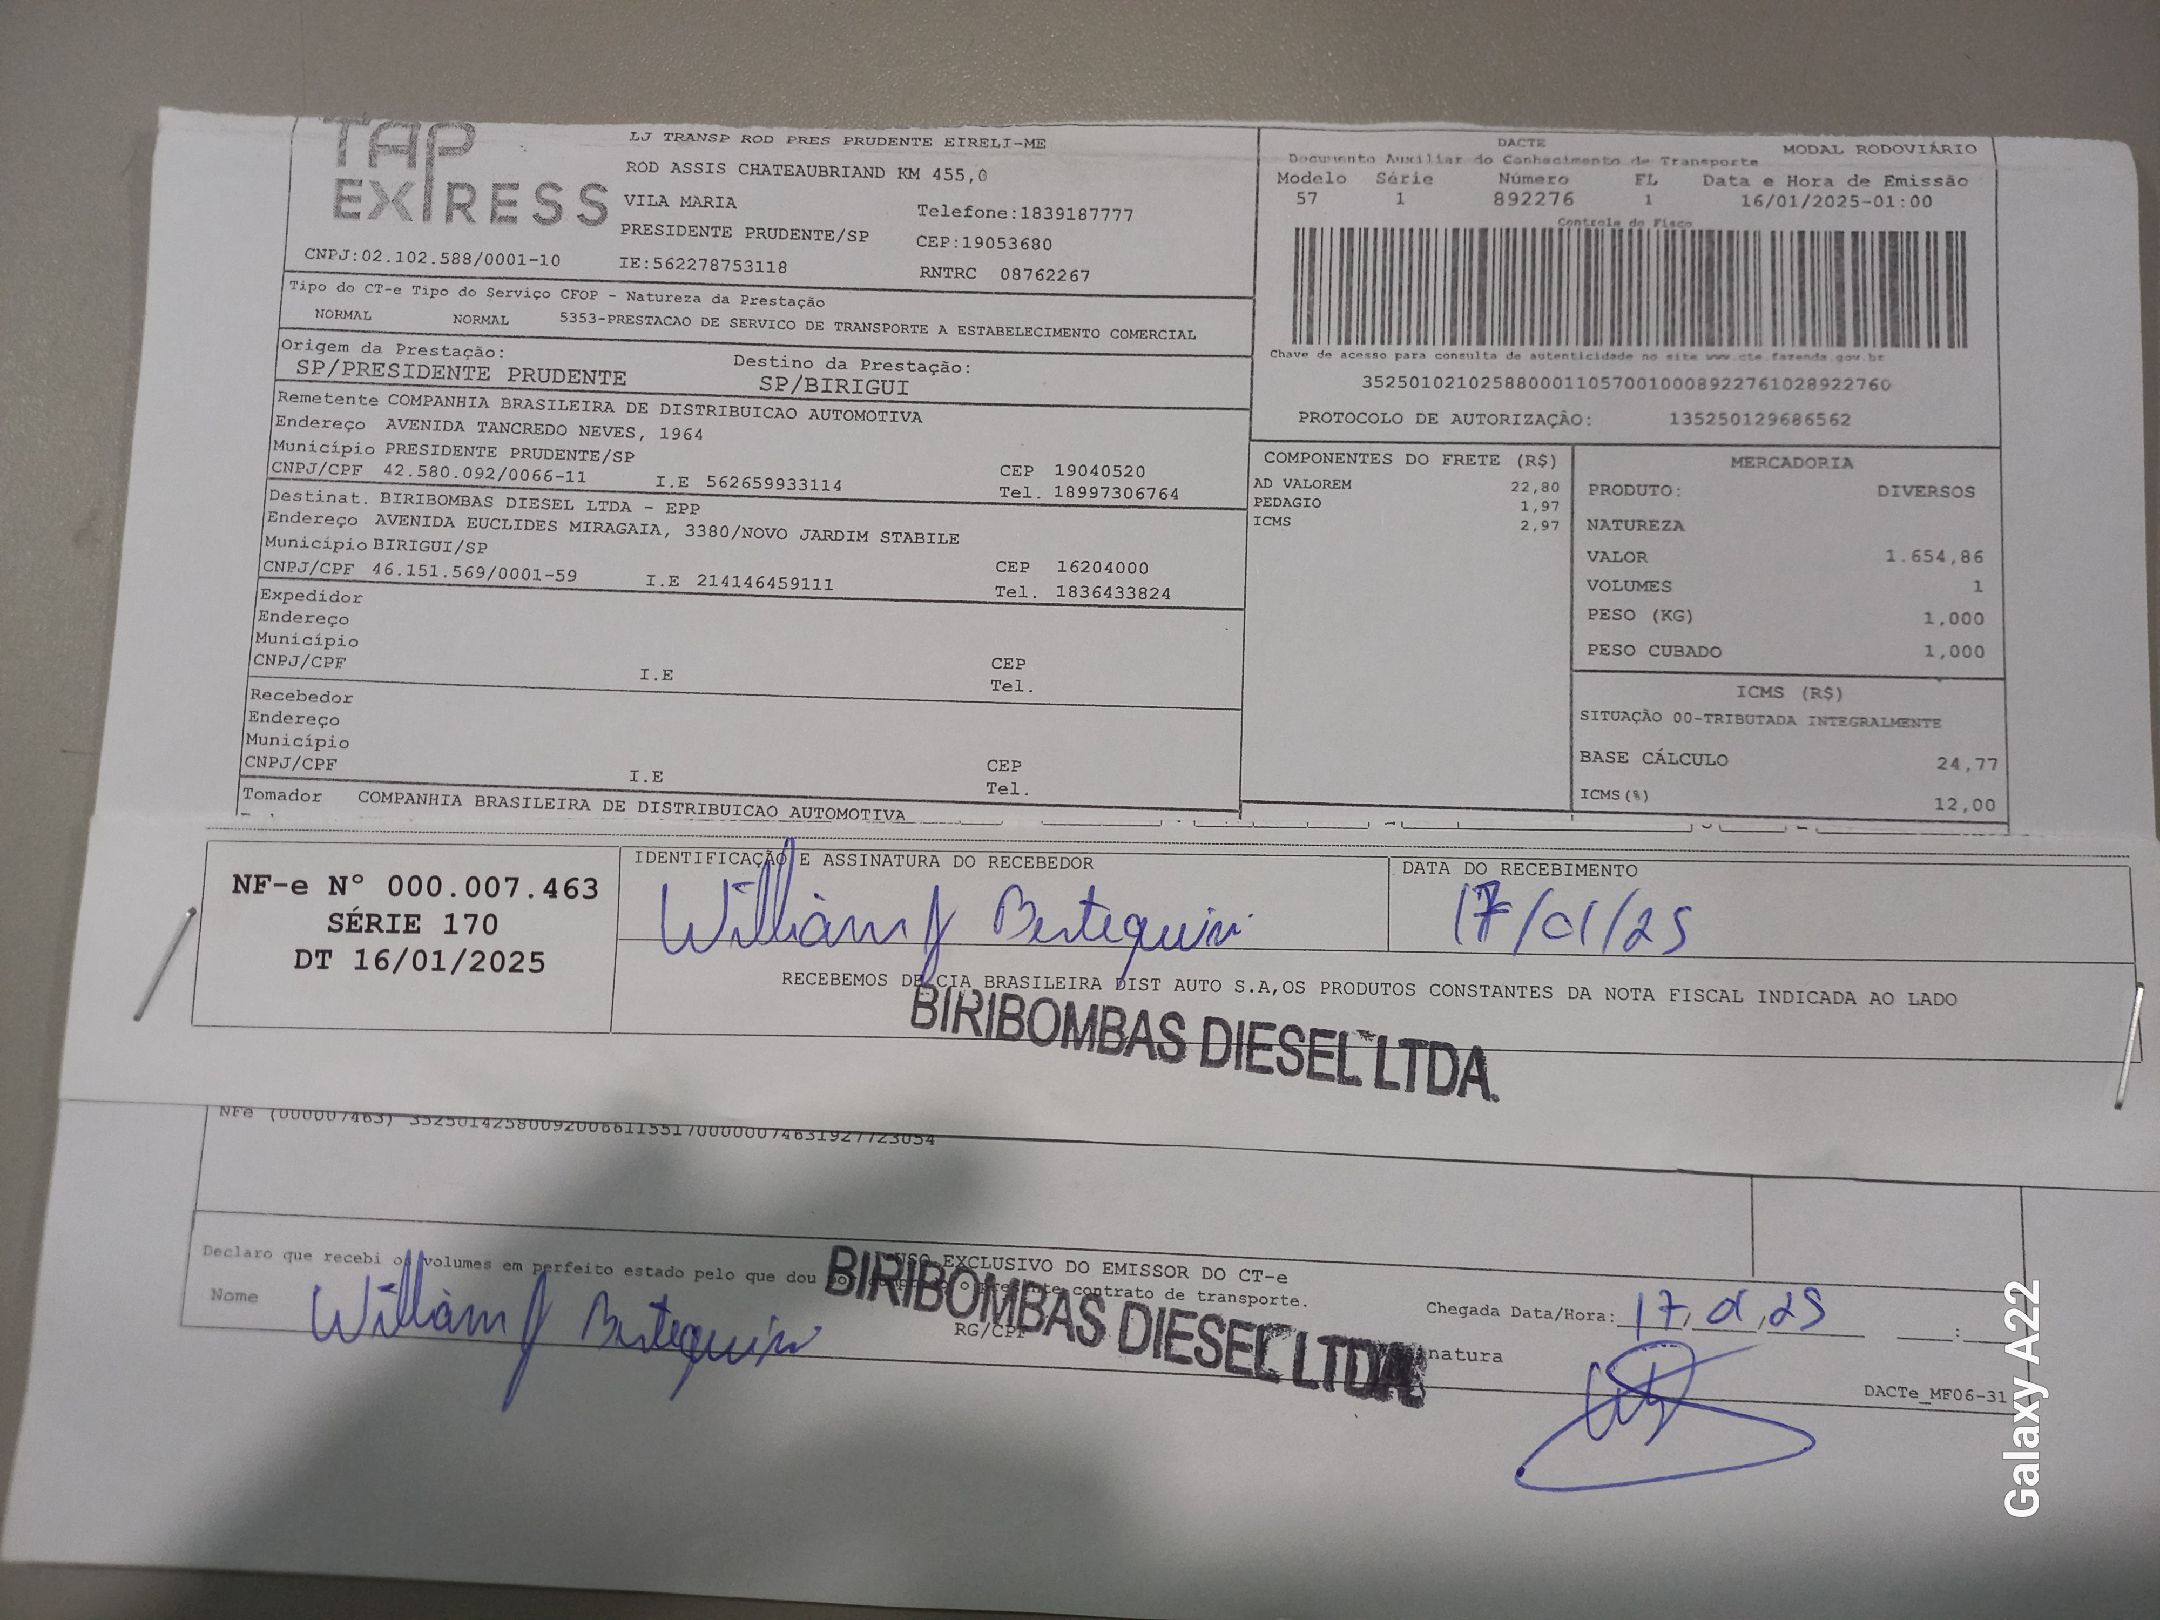 TAP EXPRESS
LJ TRANSP ROD PRES PRUDENTE EIRELI-ME
ROD ASSIS CHATEAUBRIAND KM 455,0
VILA MARIA Telefone:1839187777
PRESIDENTE PRUDENTE/SP CEP:19053680
CNPJ:02.102.588/0001-10 IE:562278753118 RNTRC 08762267
DACTE MODAL RODOVIÁRIO
Documento Auxiliar do Conhecimento de Transporte
Modelo Série Número FL Data e Hora de Emissão
57 1 892276 1 16/01/2025-01:00
Controle do Fisco
Chave de acesso para consulta de autenticidade no site www.cte.fazenda.gov.br
35250102102588000110570010008922761028922760
PROTOCOLO DE AUTORIZAÇÃO: 135250129686562
Tipo do CT-e Tipo do Serviço CFOP - Natureza da Prestação
NORMAL NORMAL 5353-PRESTACAO DE SERVICO DE TRANSPORTE A ESTABELECIMENTO COMERCIAL
Origem da Prestação: Destino da Prestação:
SP/PRESIDENTE PRUDENTE SP/BIRIGUI
Remetente COMPANHIA BRASILEIRA DE DISTRIBUICAO AUTOMOTIVA
Endereço AVENIDA TANCREDO NEVES, 1964
Município PRESIDENTE PRUDENTE/SP CEP 19040520
CNPJ/CPF 42.580.092/0066-11 I.E 562659933114 Tel. 18997306764
Destinat. BIRIBOMBAS DIESEL LTDA - EPP
Endereço AVENIDA EUCLIDES MIRAGAIA, 3380/NOVO JARDIM STABILE
Município BIRIGUI/SP CEP 16204000
CNPJ/CPF 46.151.569/0001-59 I.E 214146459111 Tel. 1836433824
Expedidor
Endereço
Município CEP
CNPJ/CPF I.E Tel.
Recebedor
Endereço
Município CEP
CNPJ/CPF I.E Tel.
Tomador COMPANHIA BRASILEIRA DE DISTRIBUICAO AUTOMOTIVA
COMPONENTES DO FRETE (R$)
AD VALOREM 22,80
PEDAGIO 1,97
ICMS 2,97
MERCADORIA
PRODUTO: DIVERSOS
NATUREZA
VALOR 1.654,86
VOLUMES 1
PESO (KG) 1,000
PESO CUBADO 1,000
ICMS (R$)
SITUAÇÃO 00-TRIBUTADA INTEGRALMENTE
BASE CÁLCULO 24,77
ICMS(%) 12,00
NF-e Nº 000.007.463
SÉRIE 170
DT 16/01/2025
IDENTIFICAÇÃO E ASSINATURA DO RECEBEDOR
William J Bertequini
DATA DO RECEBIMENTO
17/01/25
RECEBEMOS DE CIA BRASILEIRA DIST AUTO S.A,OS PRODUTOS CONSTANTES DA NOTA FISCAL INDICADA AO LADO
BIRIBOMBAS DIESEL LTDA.
NFe (000007463) 35250142580092006611551700000074631927723054
USO EXCLUSIVO DO EMISSOR DO CT-e
Declaro que recebi os volumes em perfeito estado pelo que dou por o presente contrato de transporte.
Nome William J Bertequini
RG/CPF
BIRIBOMBAS DIESEL LTDA.
Chegada Data/Hora: 17, 01, 25 :
natura
DACTe_MF06-31
Galaxy A22